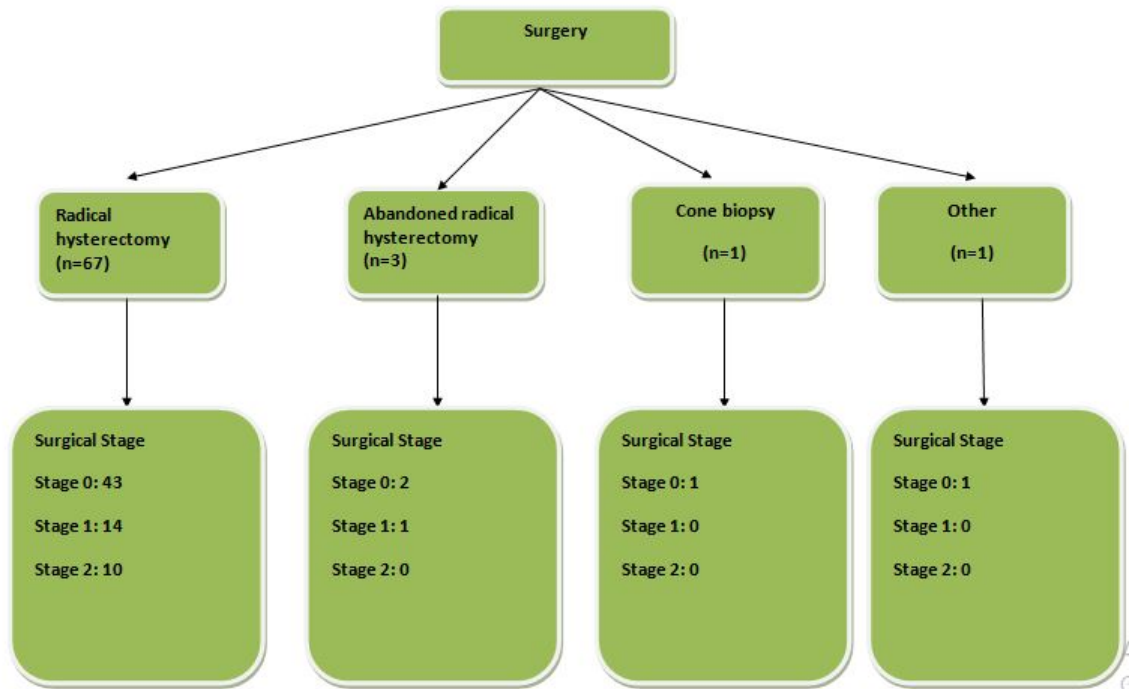 Surgery
Radical
hysterectomy
(n=67)
Abandoned radical
hysterectomy
(n=3)
Cone biopsy
(n=1)
Other
(n=1)
Surgical Stage
Stage 0: 43
Stage 1: 14
Stage 2: 10
Surgical Stage
Stage 0: 2
Stage 1: 1
Stage 2: 0
Surgical Stage
Stage 0: 1
Stage 1: 0
Stage 2: 0
Surgical Stage
Stage 0: 1
Stage 1: 0
Stage 2: 0